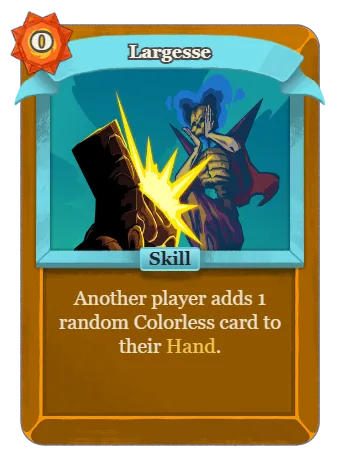 0
Largesse
Skill
Another player adds 1
random Colorless card to
their Hand.